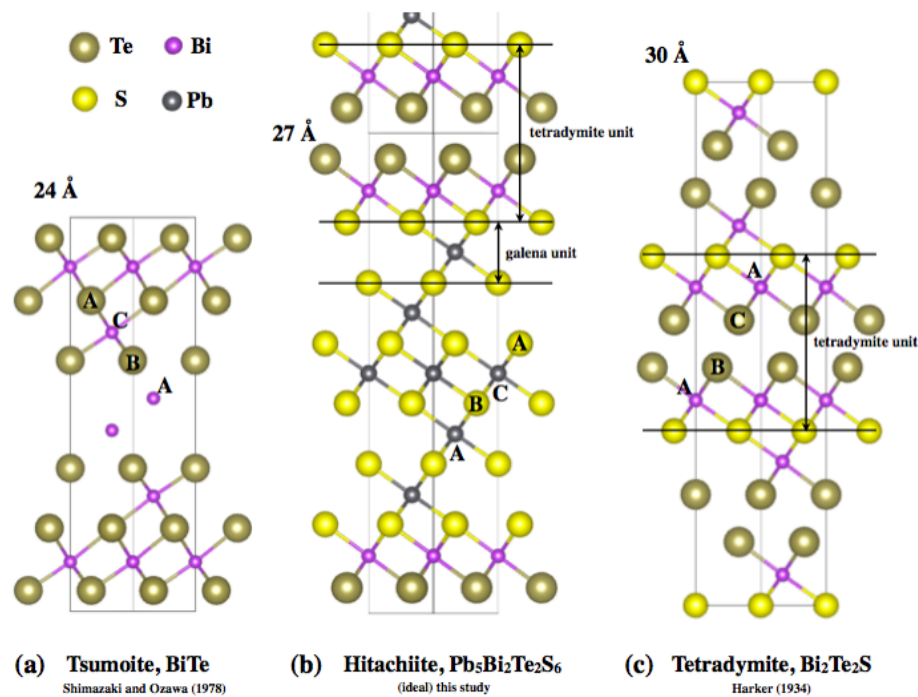 Te Bi
S Pb
24 Å
A
C
B
A
Tsumoite, BiTe
(a)
Shimazaki and Ozawa (1978)
27 Å
tetradymite unit
galena unit
A
C
B
A
(b) Hitachiite, Pb₅Bi₂Te₂S₆
(ideal) this study
30 Å
A
C
tetradymite unit
B
A
(c) Tetradymite, Bi₂Te₂S
Harker (1934)